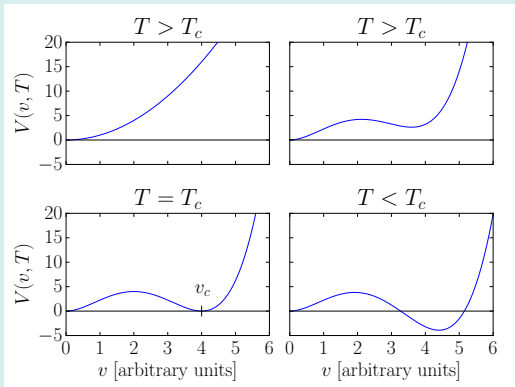 T > T_c
T > T_c
V(v, T)
20
15
10
5
0
−5
T = T_c
T < T_c
V(v, T)
20
15
10
5
0
−5
v_c
0 1 2 3 4 5 6
0 1 2 3 4 5 6
v [arbitrary units]
v [arbitrary units]